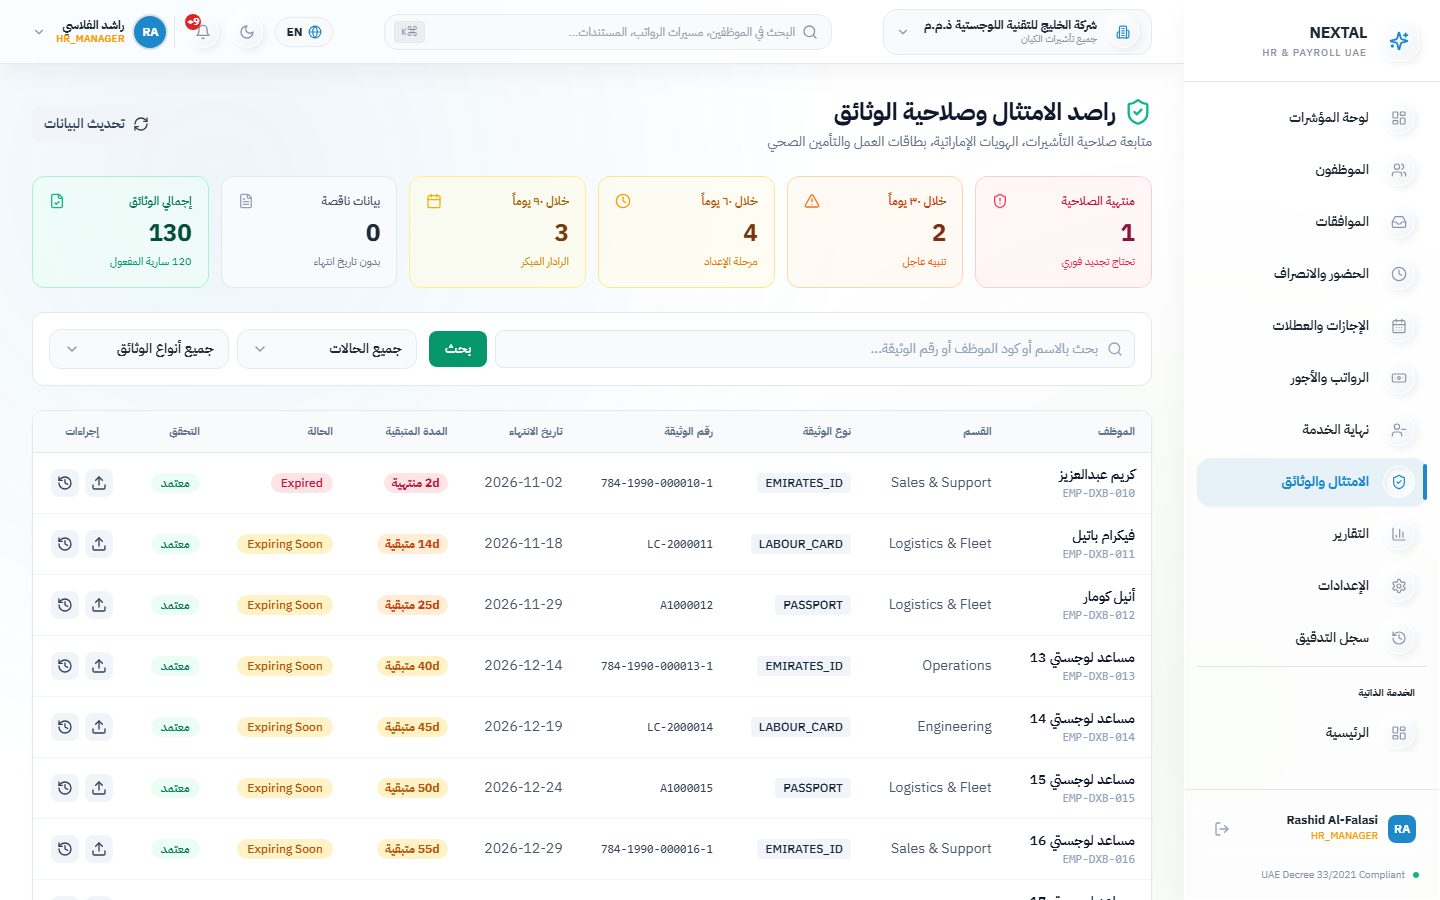 NEXTAL
HR & PAYROLL UAE
لوحة المؤشرات
الموظفون
الموافقات
الحضور والانصراف
الإجازات والعطلات
الرواتب والأجور
نهاية الخدمة
الامتثال والوثائق
التقارير
الإعدادات
سجل التدقيق
الخدمة الذاتية
الرئيسية
Rashid Al-Falasi
HR_MANAGER
RA
UAE Decree 33/2021 Compliant
شركة الخليج للتقنية اللوجستية ذ.م.م
جميع تأشيرات الكيان
البحث في الموظفين، مسيرات الرواتب، المستندات...
⌘K
EN
+9
RA
راشد الفلاسي
HR_MANAGER
راصد الامتثال وصلاحية الوثائق
متابعة صلاحية التأشيرات، الهويات الإماراتية، بطاقات العمل والتأمين الصحي
تحديث البيانات
منتهية الصلاحية
1
تحتاج تجديد فوري
خلال ٣٠ يوماً
2
تنبيه عاجل
خلال ٦٠ يوماً
4
مرحلة الإعداد
خلال ٩٠ يوماً
3
الرادار المبكر
بيانات ناقصة
0
بدون تاريخ انتهاء
إجمالي الوثائق
130
120 سارية المفعول
بحث بالاسم أو كود الموظف أو رقم الوثيقة...
بحث
جميع الحالات
جميع أنواع الوثائق
الموظف القسم نوع الوثيقة رقم الوثيقة تاريخ الانتهاء المدة المتبقية الحالة التحقق إجراءات
كريم عبدالعزيز Sales & Support EMIRATES_ID 784-1990-000010-1 2026-11-02 2d منتهية Expired معتمد
EMP-DXB-010
فيكرام باتيل Logistics & Fleet LABOUR_CARD LC-2000011 2026-11-18 14d متبقية Expiring Soon معتمد
EMP-DXB-011
أنيل كومار Logistics & Fleet PASSPORT A1000012 2026-11-29 25d متبقية Expiring Soon معتمد
EMP-DXB-012
مساعد لوجستي 13 Operations EMIRATES_ID 784-1990-000013-1 2026-12-14 40d متبقية Expiring Soon معتمد
EMP-DXB-013
مساعد لوجستي 14 Engineering LABOUR_CARD LC-2000014 2026-12-19 45d متبقية Expiring Soon معتمد
EMP-DXB-014
مساعد لوجستي 15 Logistics & Fleet PASSPORT A1000015 2026-12-24 50d متبقية Expiring Soon معتمد
EMP-DXB-015
مساعد لوجستي 16 Sales & Support EMIRATES_ID 784-1990-000016-1 2026-12-29 55d متبقية Expiring Soon معتمد
EMP-DXB-016